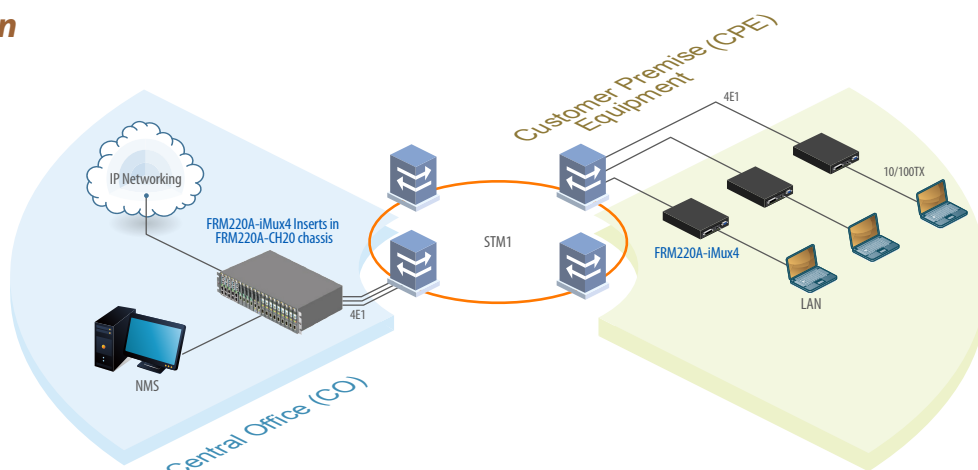 n
Customer Premise (CPE)
Equipment
4E1
10/100TX
IP Networking
FRM220A-iMux4 Inserts in
FRM220A-CH20 chassis
STM1
FRM220A-iMux4
LAN
4E1
NMS
Central Office (CO)